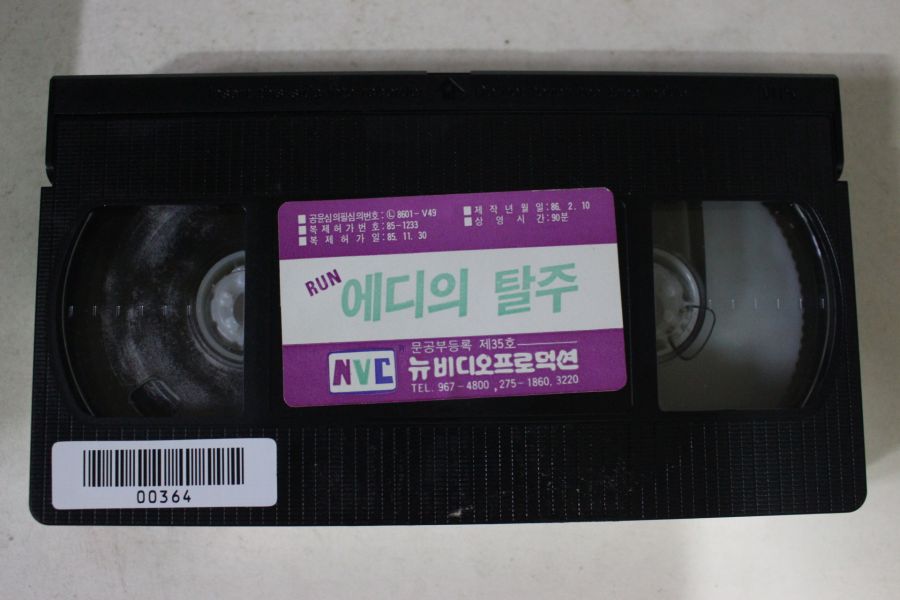 ■ 공윤심의필심의번호: Ⓛ 8601-V49
■ 복제허가번호: 85-1233
■ 복제허가일: 85. 11. 30
■ 제작년월일: 86. 2. 10
■ 상영시간: 90분
RUN 에디의 탈주
문공부등록 제35호
NVC 뉴비디오프로덕션
TEL. 967-4800, 275-1860, 3220
00364